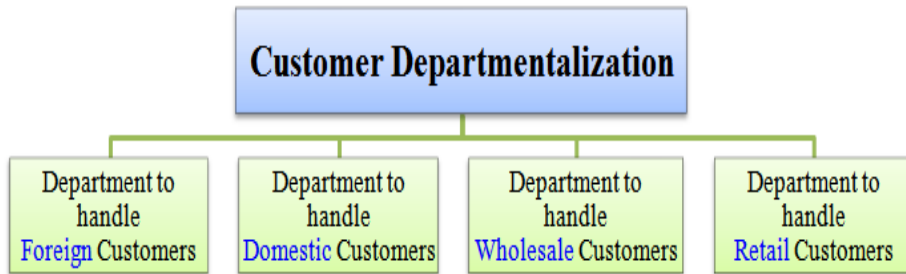 Customer Departmentalization
Department to
handle
Foreign Customers
Department to
handle
Domestic Customers
Department to
handle
Wholesale Customers
Department to
handle
Retail Customers